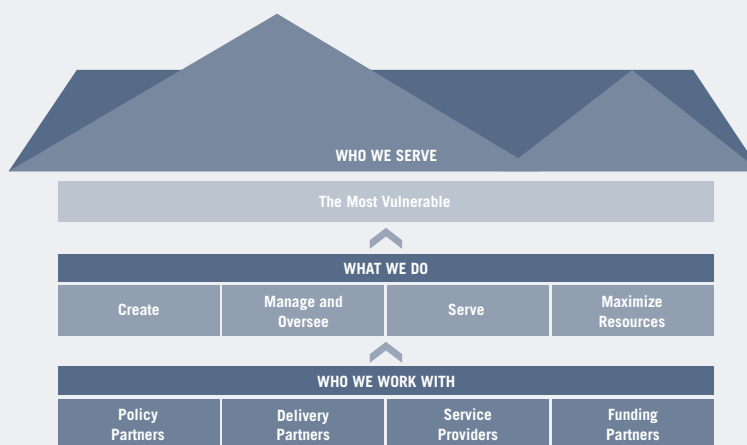 WHO WE SERVE
The Most Vulnerable
WHAT WE DO
Create
Manage and
Oversee
Serve
Maximize
Resources
WHO WE WORK WITH
Policy
Partners
Delivery
Partners
Service
Providers
Funding
Partners